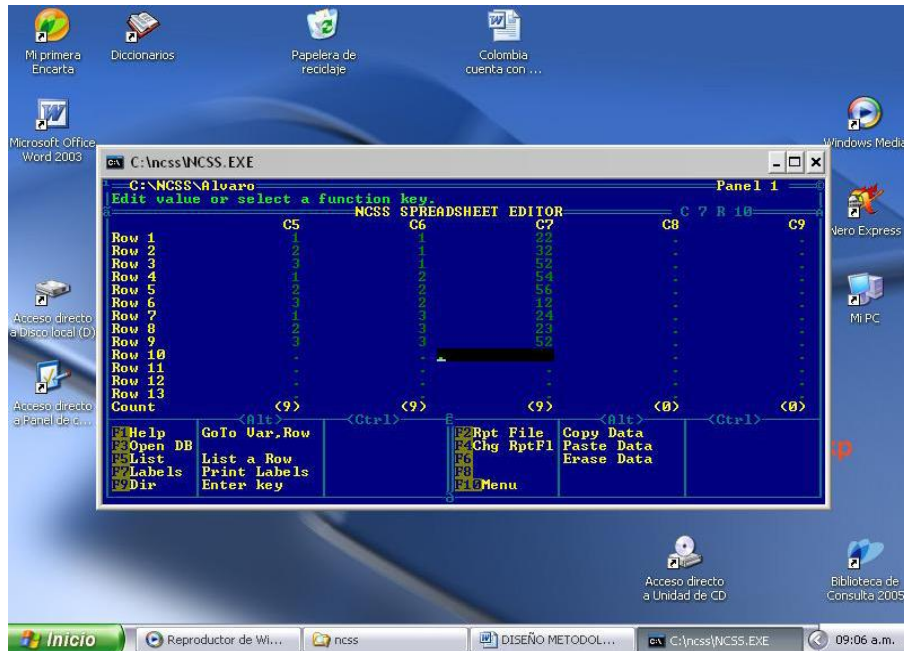 Mi primera
Encarta
Diccionarios
Papelera de
reciclaje
Colombia
cuenta con ...
Microsoft Office
Word 2003
Windows Media
C:\ncss\NCSS.EXE
C:\NCSS\Alvaro Panel 1
Edit value or select a function key.
NCSS SPREADSHEET EDITOR C 7 R 10
C5 C6 C7 C8 C9
Row 1 1 1 22 . .
Row 2 2 1 32 . .
Row 3 3 1 52 . .
Row 4 1 2 54 . .
Row 5 2 2 56 . .
Row 6 3 2 12 . .
Row 7 1 3 24 . .
Row 8 2 3 23 . .
Row 9 3 3 52 . .
Row 10 . . . .
Row 11 . . . . .
Row 12 . . . . .
Row 13 . . . . .
Count (9) (9) (9) (0) (0)
<Alt> <Ctrl> <Alt> <Ctrl>
F1Help GoTo Var,Row F2Rpt File Copy Data
F3Open DB F4Chg RptFl Paste Data
F5List List a Row F6 Erase Data
F7Labels Print Labels F8
F9Dir Enter key F10Menu
Nero Express
Acceso directo
a Disco local (D)
Mi PC
Acceso directo
a Panel de c...
Acceso directo
a Unidad de CD
Biblioteca de
Consulta 2005
Inicio
Reproductor de Wi...
ncss
DISEÑO METODOL...
C:\ncss\NCSS.EXE
09:06 a.m.